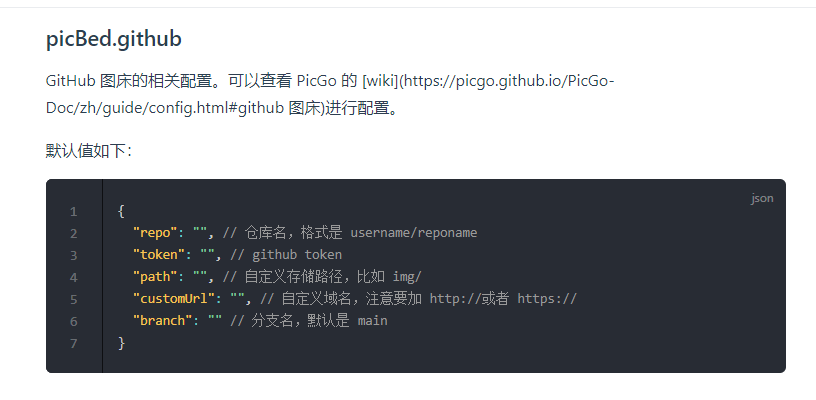 picBed.github
GitHub 图床的相关配置。可以查看 PicGo 的 [wiki](https://picgo.github.io/PicGo-
Doc/zh/guide/config.html#github 图床)进行配置。
默认值如下：
json
1 {
2 "repo": "", // 仓库名，格式是 username/reponame
3 "token": "", // github token
4 "path": "", // 自定义存储路径，比如 img/
5 "customUrl": "", // 自定义域名，注意要加 http://或者 https://
6 "branch": "" // 分支名，默认是 main
7 }